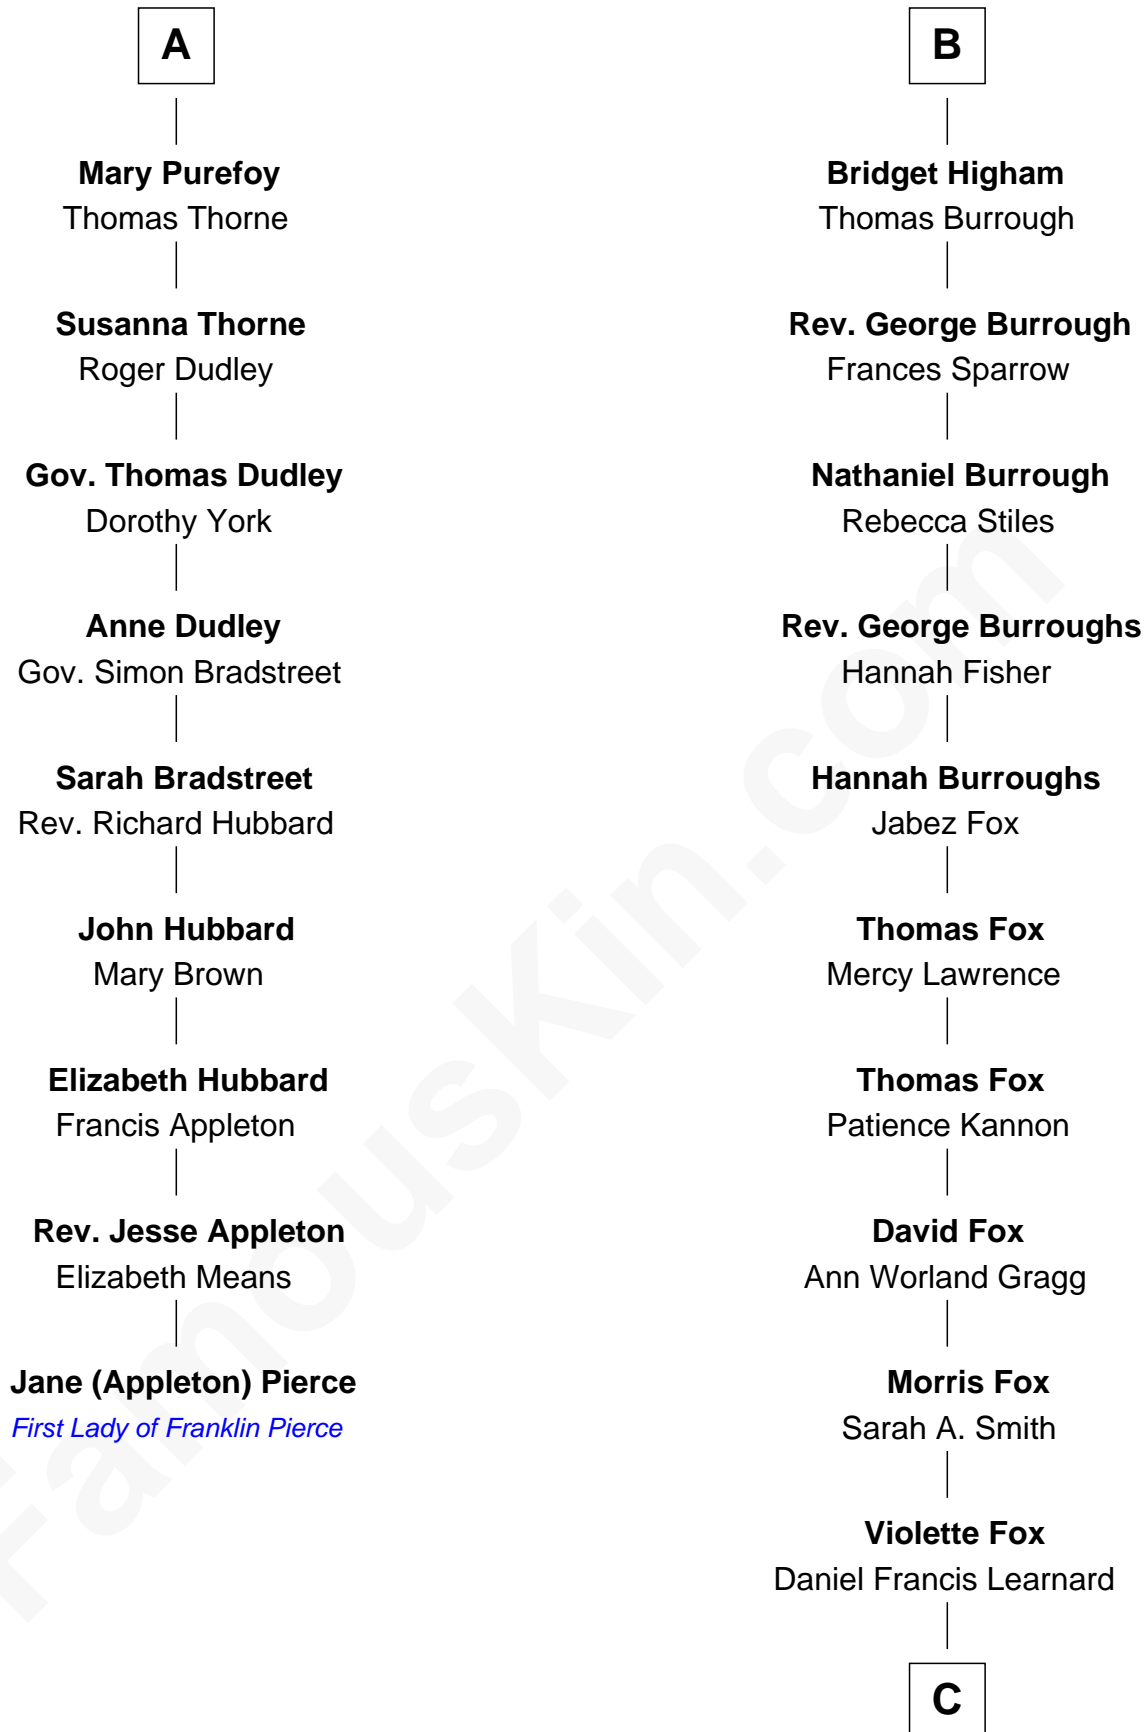 A
Mary Purefoy
Thomas Thorne
Susanna Thorne
Roger Dudley
Gov. Thomas Dudley
Dorothy York
Anne Dudley
Gov. Simon Bradstreet
Sarah Bradstreet
Rev. Richard Hubbard
John Hubbard
Mary Brown
Elizabeth Hubbard
Francis Appleton
Rev. Jesse Appleton
Elizabeth Means
Jane (Appleton) Pierce
First Lady of Franklin Pierce
B
Bridget Higham
Thomas Burrough
Rev. George Burrough
Frances Sparrow
Nathaniel Burrough
Rebecca Stiles
Rev. George Burroughs
Hannah Fisher
Hannah Burroughs
Jabez Fox
Thomas Fox
Mercy Lawrence
Thomas Fox
Patience Kannon
David Fox
Ann Worland Gragg
Morris Fox
Sarah A. Smith
Violette Fox
Daniel Francis Learnard
C
FamousKin.com